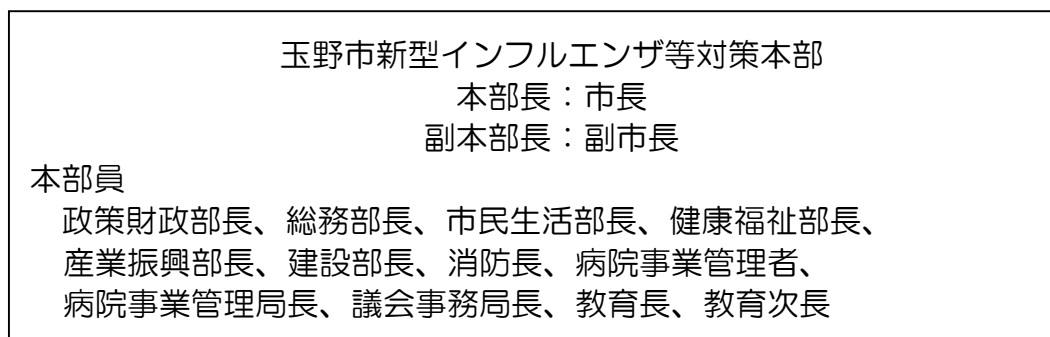 玉野市新型インフルエンザ等対策本部
本部長：市長
副本部長：副市長
本部員
政策財政部長、総務部長、市民生活部長、健康福祉部長、
産業振興部長、建設部長、消防長、病院事業管理者、
病院事業管理局長、議会事務局長、教育長、教育次長